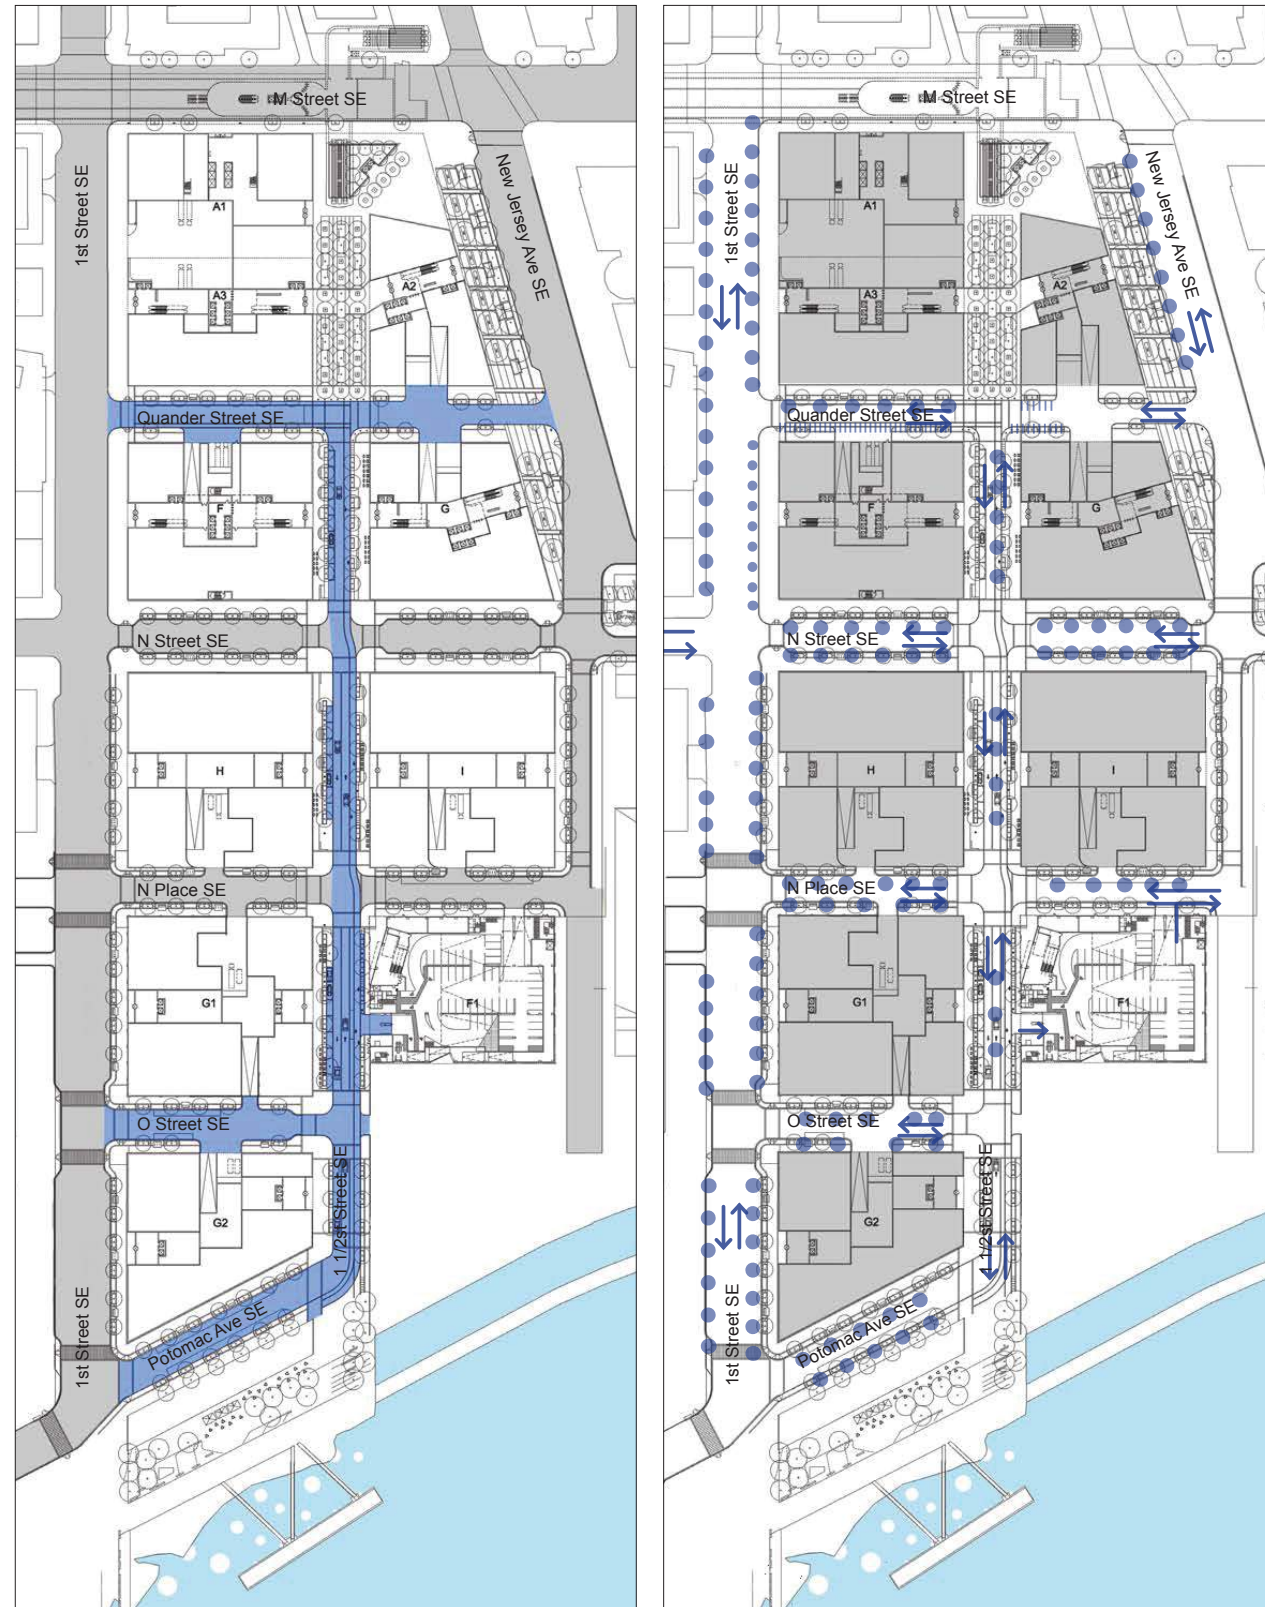 M Street SE
1st Street SE
New Jersey Ave SE
A1
A2
A3
Quander Street SE
F
G
N Street SE
H
I
N Place SE
G1
F1
O Street SE
G2
1 1/2st Street SE
Potomac Ave SE
1st Street SE
M Street SE
1st Street SE
New Jersey Ave SE
A1
A2
A3
Quander Street SE
F
G
N Street SE
H
I
N Place SE
G1
F1
O Street SE
G2
1 1/2st Street SE
Potomac Ave SE
1st Street SE